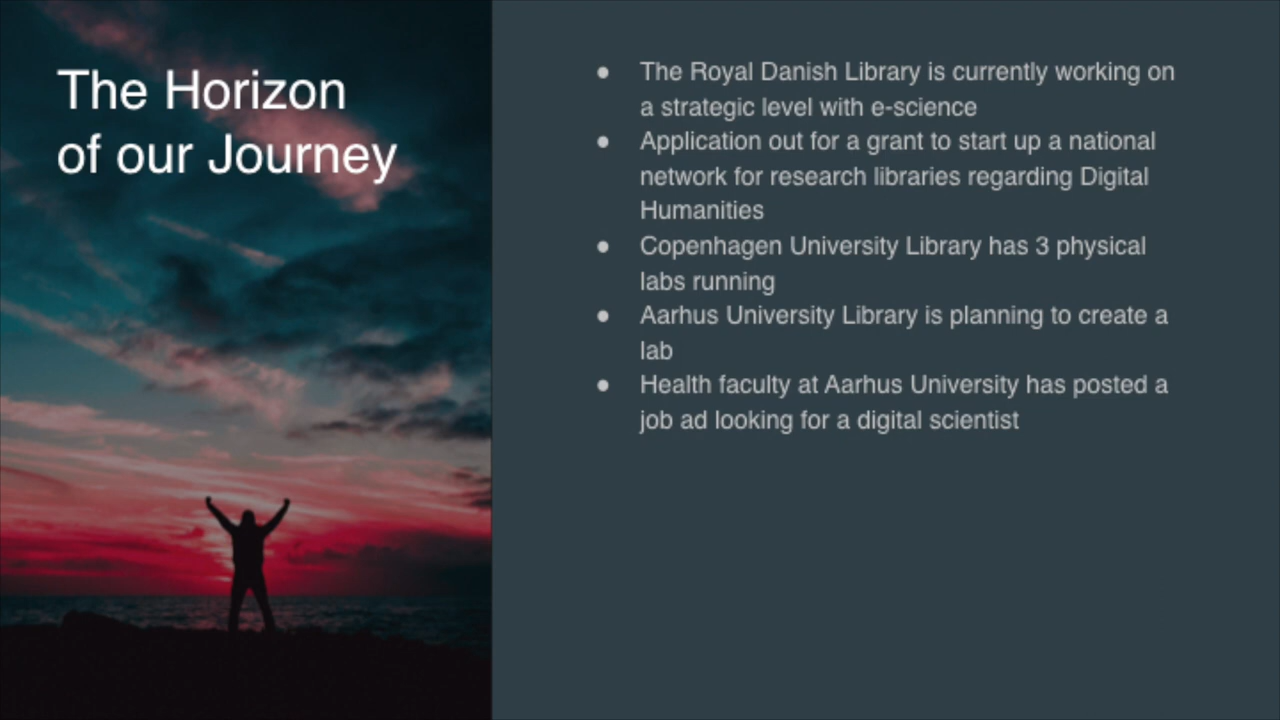 The Horizon
of our Journey
● The Royal Danish Library is currently working on
a strategic level with e-science
● Application out for a grant to start up a national
network for research libraries regarding Digital
Humanities
● Copenhagen University Library has 3 physical
labs running
● Aarhus University Library is planning to create a
lab
● Health faculty at Aarhus University has posted a
job ad looking for a digital scientist